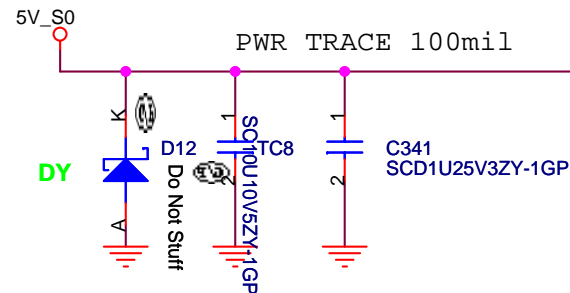 5V_S0
PWR TRACE 100mil
K
A
D12
DY
Do Not Stuff
1
2
TC8
SC10U10V5ZY-1GP
1
2
C341
SCD1U25V3ZY-1GP